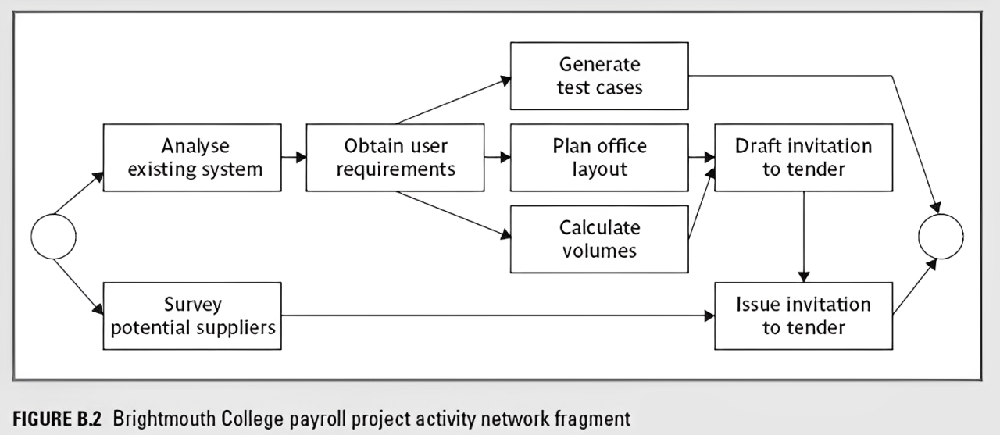 Generate
test cases
Analyse
existing system
Obtain user
requirements
Plan office
layout
Draft invitation
to tender
Calculate
volumes
Survey
potential suppliers
Issue invitation
to tender
FIGURE B.2 Brightmouth College payroll project activity network fragment